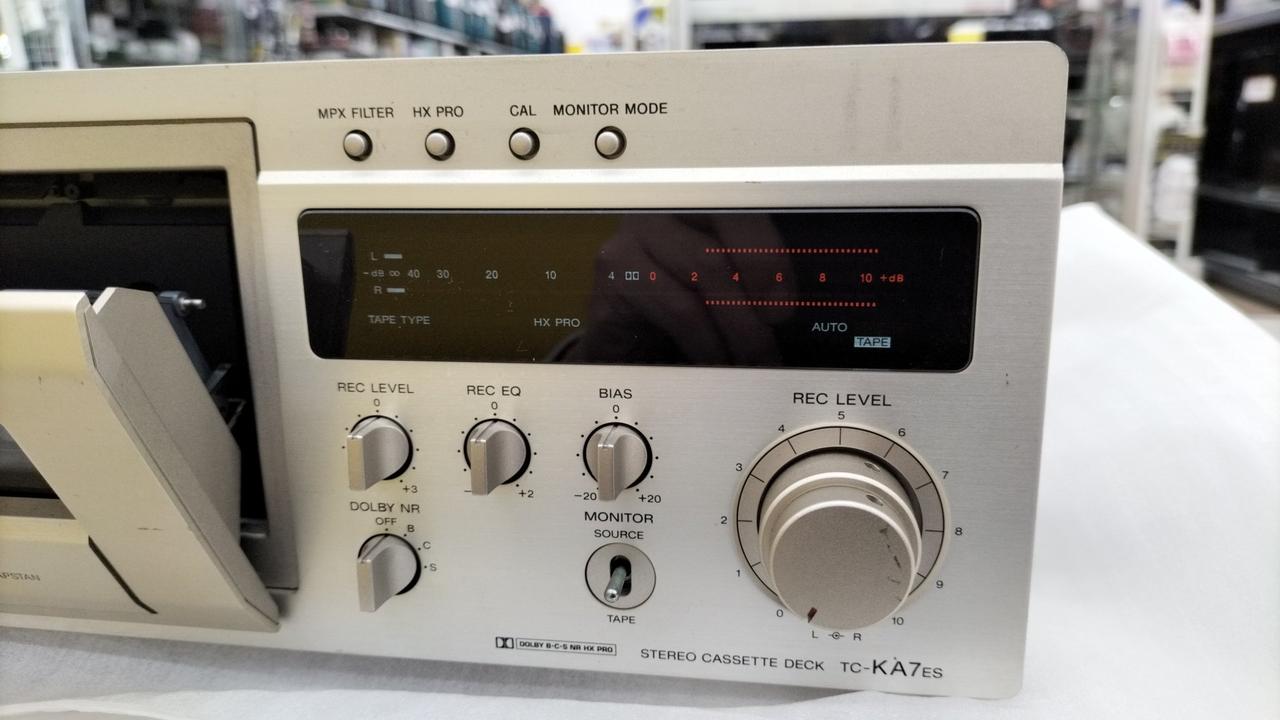 MPX FILTER HX PRO CAL MONITOR MODE
L
-dB ∞ 40 30 20 10 4 0 2 4 6 8 10 +dB
R
TAPE TYPE HX PRO AUTO
TAPE
REC LEVEL REC EQ BIAS REC LEVEL
0 0 0
+3 +2 -20 +20
0 1 2 3 4 5 6 7 8 9 10
L R
DOLBY NR
OFF B C S
MONITOR
SOURCE
TAPE
APSTAN
DOLBY B-C-S NR HX PRO
STEREO CASSETTE DECK TC-KA7ES